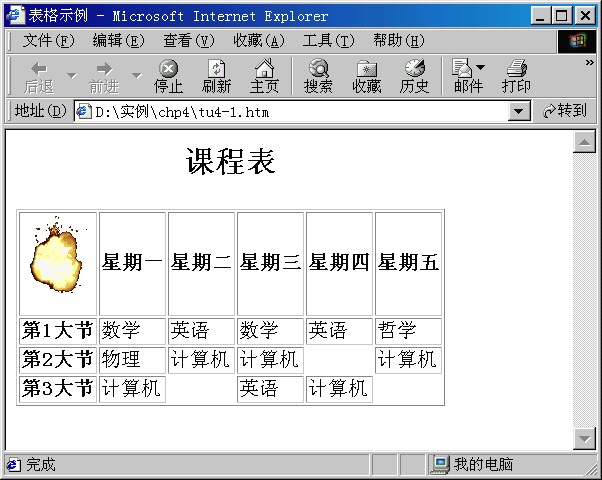 表格示例 - Microsoft Internet Explorer
文件(F) 编辑(E) 查看(V) 收藏(A) 工具(T) 帮助(H)
后退 前进 停止 刷新 主页 搜索 收藏 历史 邮件 打印 »
地址(D) D:\实例\chp4\tu4-1.htm 转到
课程表
星期一 星期二 星期三 星期四 星期五
第1大节 数学 英语 数学 英语 哲学
第2大节 物理 计算机 计算机 计算机
第3大节 计算机 英语 计算机
完成 我的电脑